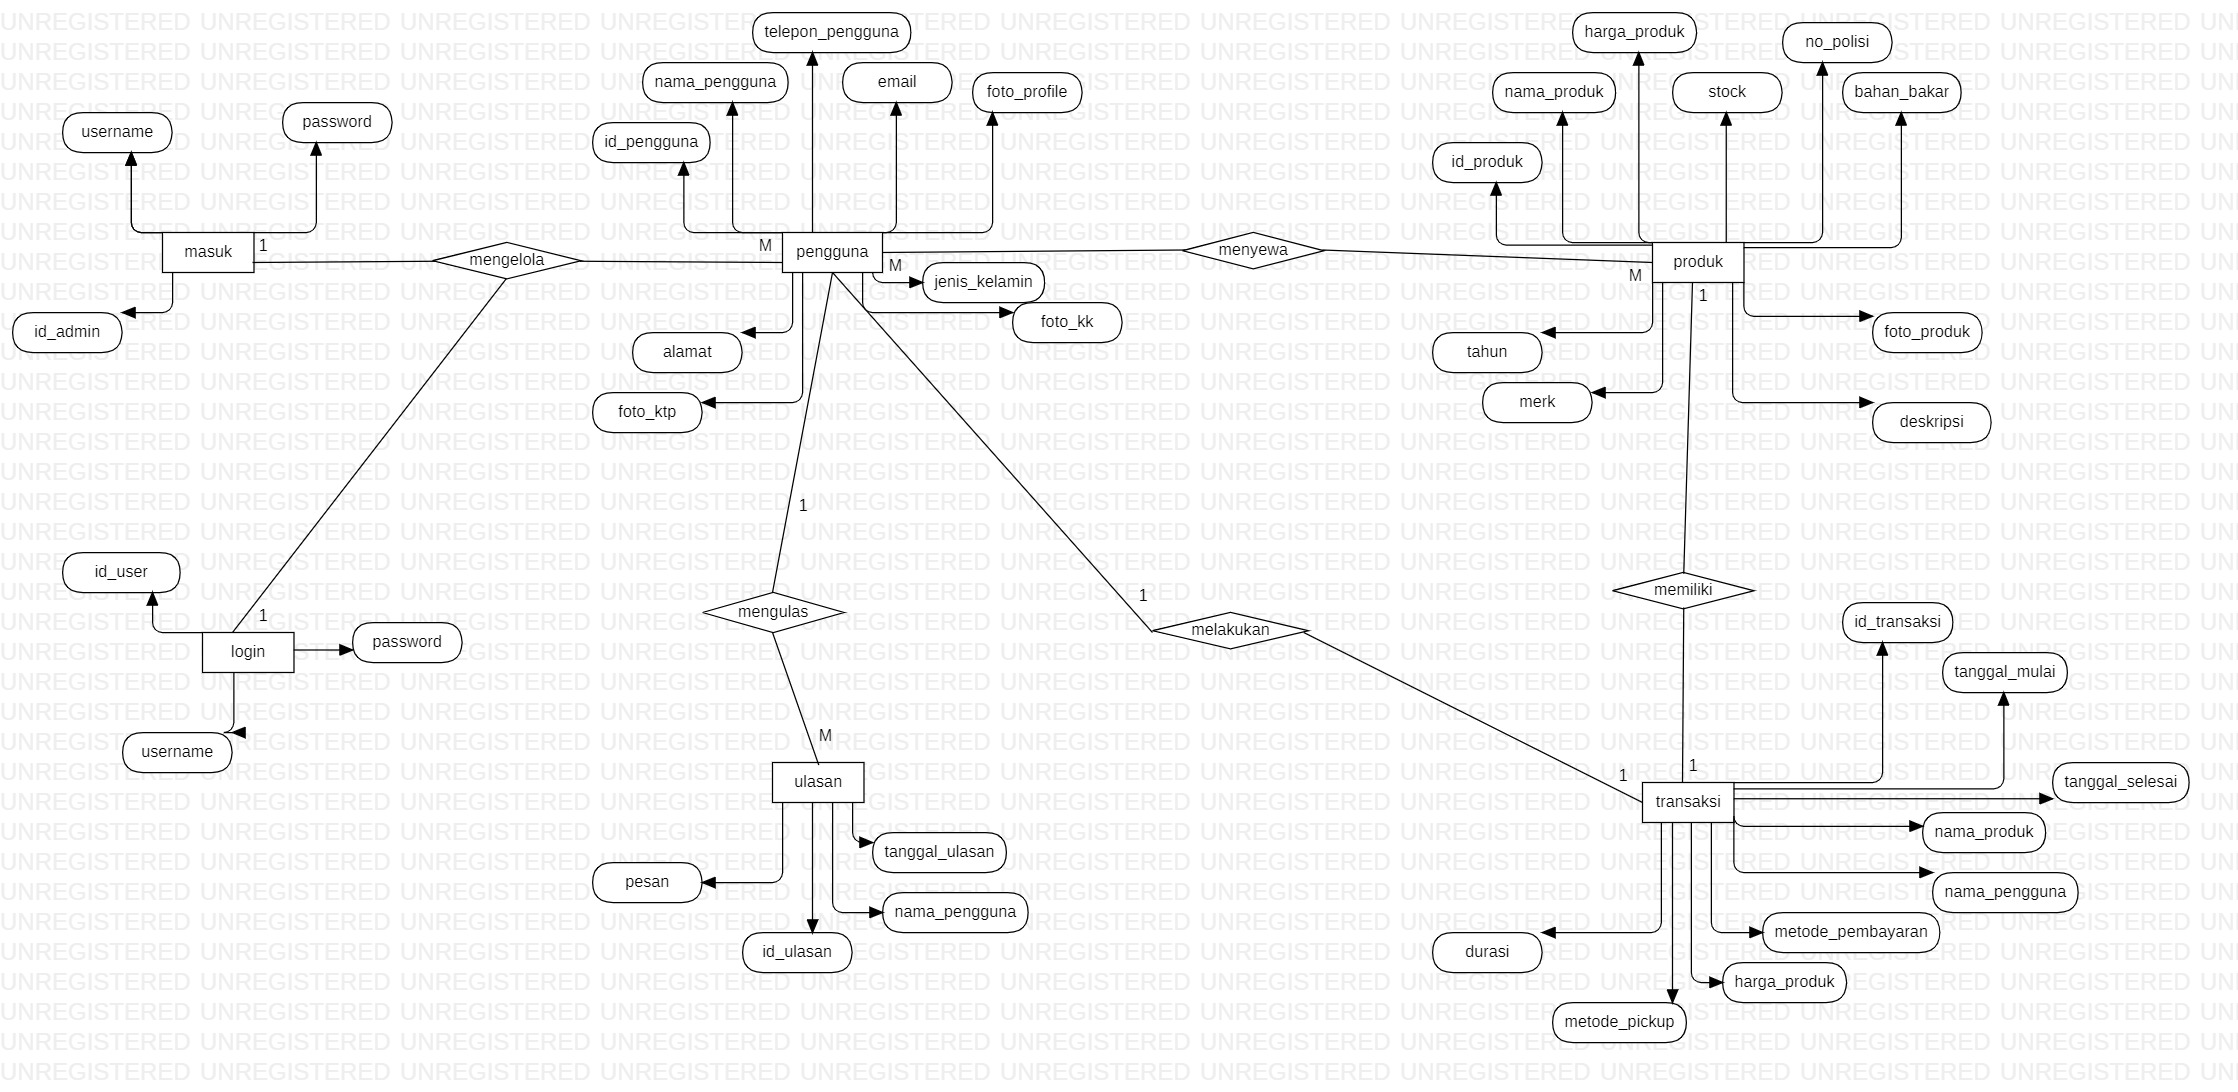 telepon_pengguna
harga_produk
no_polisi
nama_pengguna
email
foto_profile
nama_produk
stock
bahan_bakar
username
password
id_pengguna
id_produk
masuk
1
mengelola
M
pengguna
M
menyewa
M
produk
1
jenis_kelamin
foto_kk
id_admin
alamat
tahun
foto_produk
foto_ktp
merk
deskripsi
1
id_user
1
mengulas
1
melakukan
memiliki
id_transaksi
login
password
tanggal_mulai
username
M
ulasan
1
1
transaksi
tanggal_selesai
nama_produk
tanggal_ulasan
pesan
nama_pengguna
nama_pengguna
id_ulasan
durasi
metode_pembayaran
harga_produk
metode_pickup
UNREGISTERED